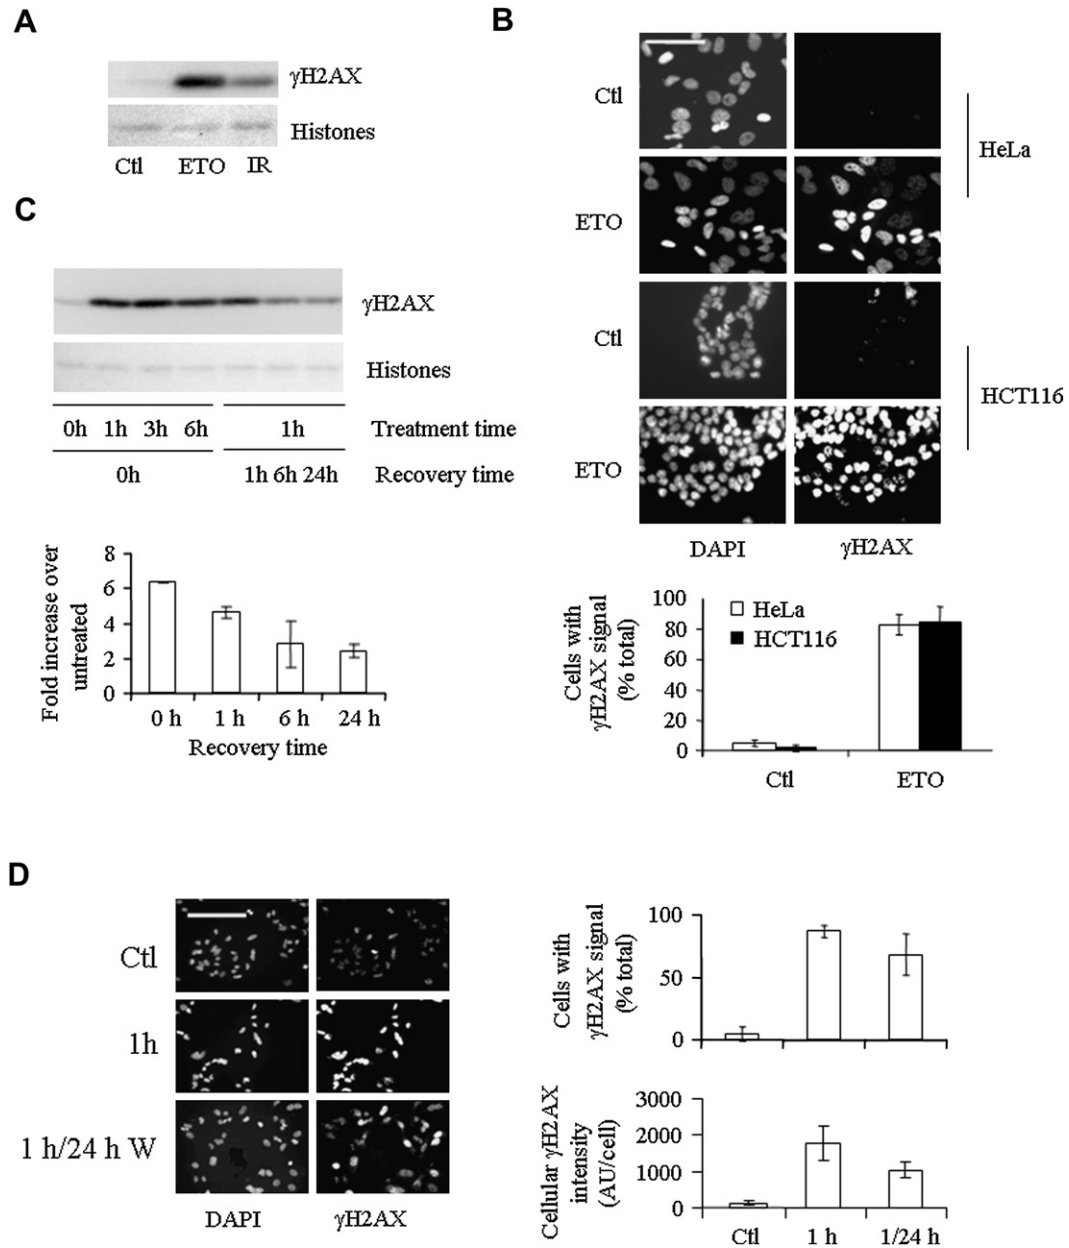 A
γH2AX
Histones
Ctl ETO IR
B
Ctl
HeLa
ETO
Ctl
HCT116
ETO
DAPI γH2AX
100
80
60
40
20
0
Cells with
γH2AX signal
(% total)
HeLa
HCT116
Ctl ETO
C
γH2AX
Histones
0h 1h 3h 6h 1h Treatment time
0h 1h 6h 24h Recovery time
8
6
4
2
0
Fold increase over
untreated
0 h 1 h 6 h 24 h
Recovery time
D
Ctl
1h
1 h/24 h W
DAPI γH2AX
100
50
0
Cells with
γH2AX signal
(% total)
3000
2000
1000
0
Cellular γH2AX
intensity
(AU/cell)
Ctl 1 h 1/24 h